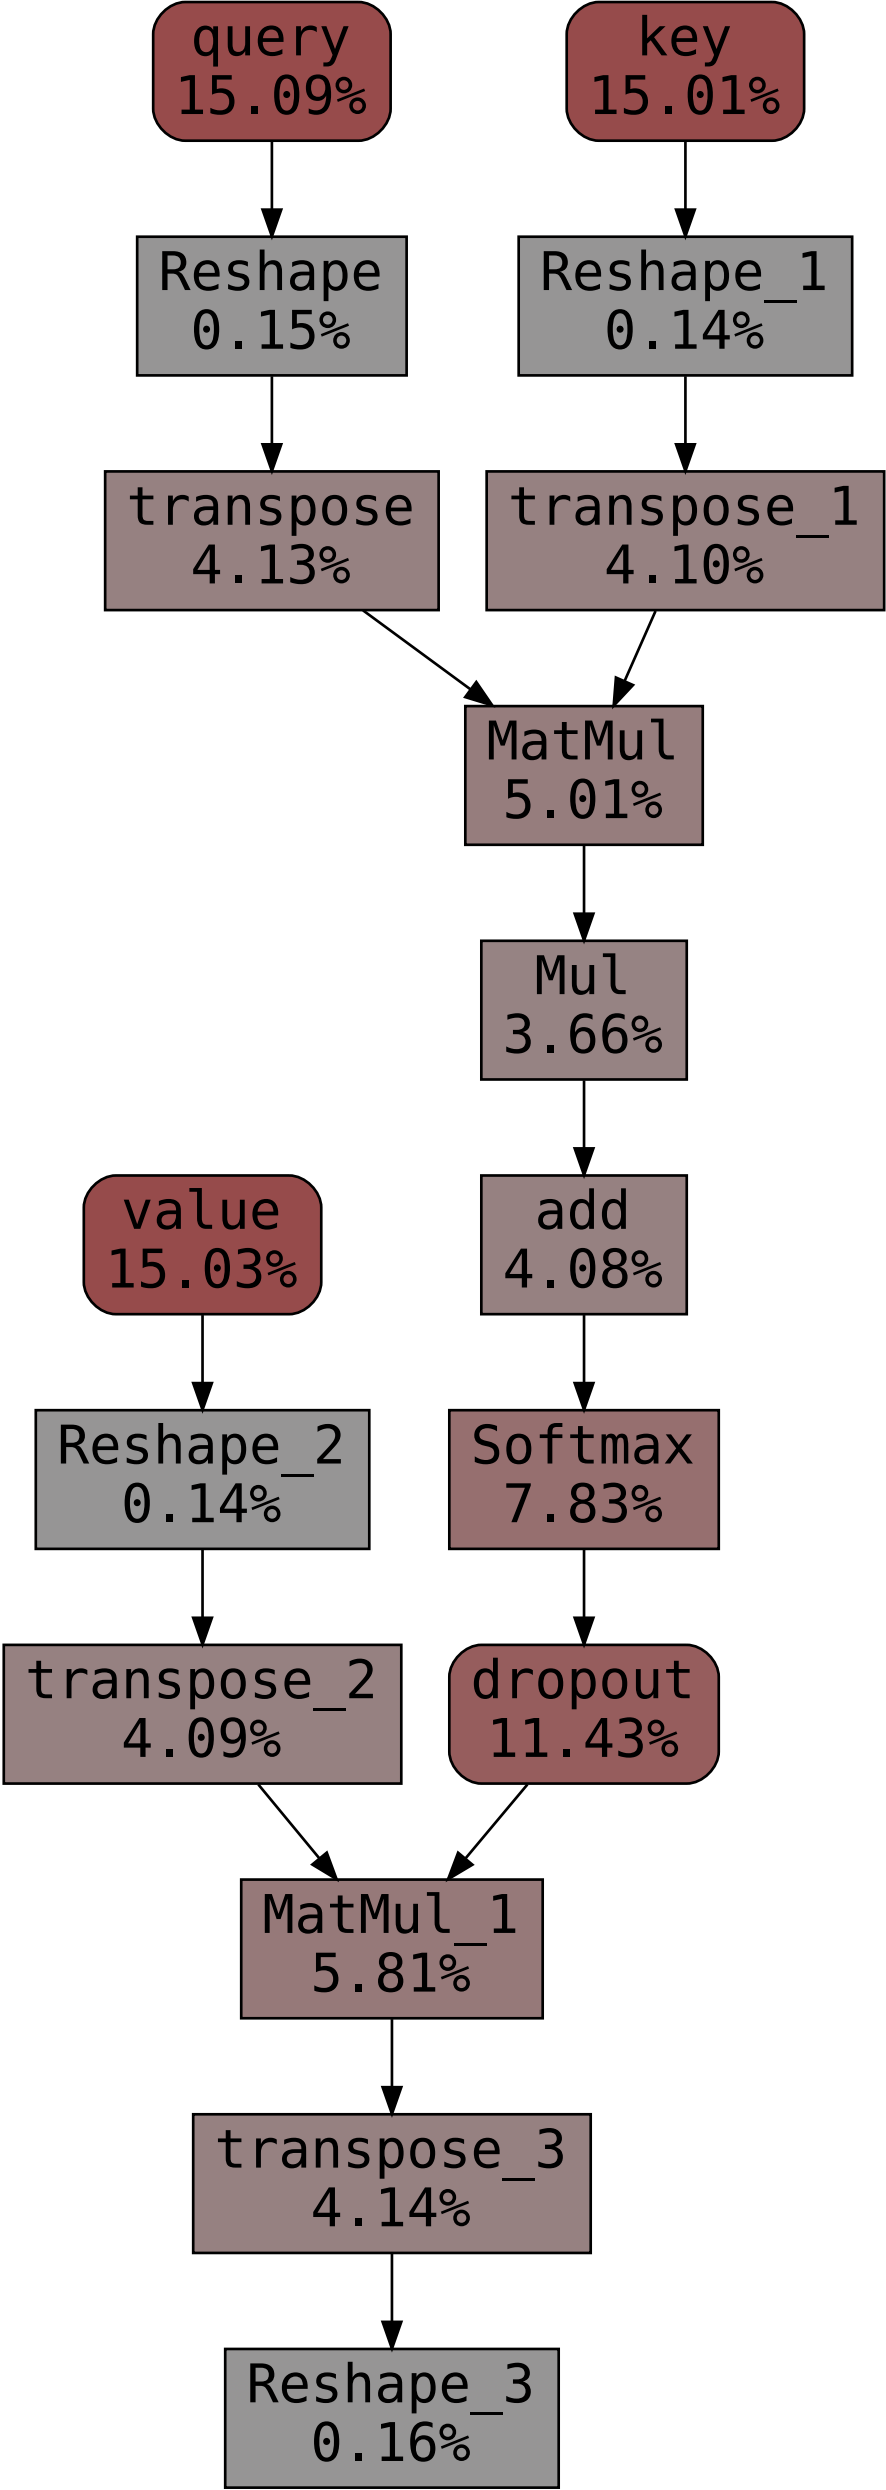 query
15.09%
key
15.01%
Reshape
0.15%
Reshape_1
0.14%
transpose
4.13%
transpose_1
4.10%
MatMul
5.01%
Mul
3.66%
value
15.03%
add
4.08%
Reshape_2
0.14%
Softmax
7.83%
transpose_2
4.09%
dropout
11.43%
MatMul_1
5.81%
transpose_3
4.14%
Reshape_3
0.16%